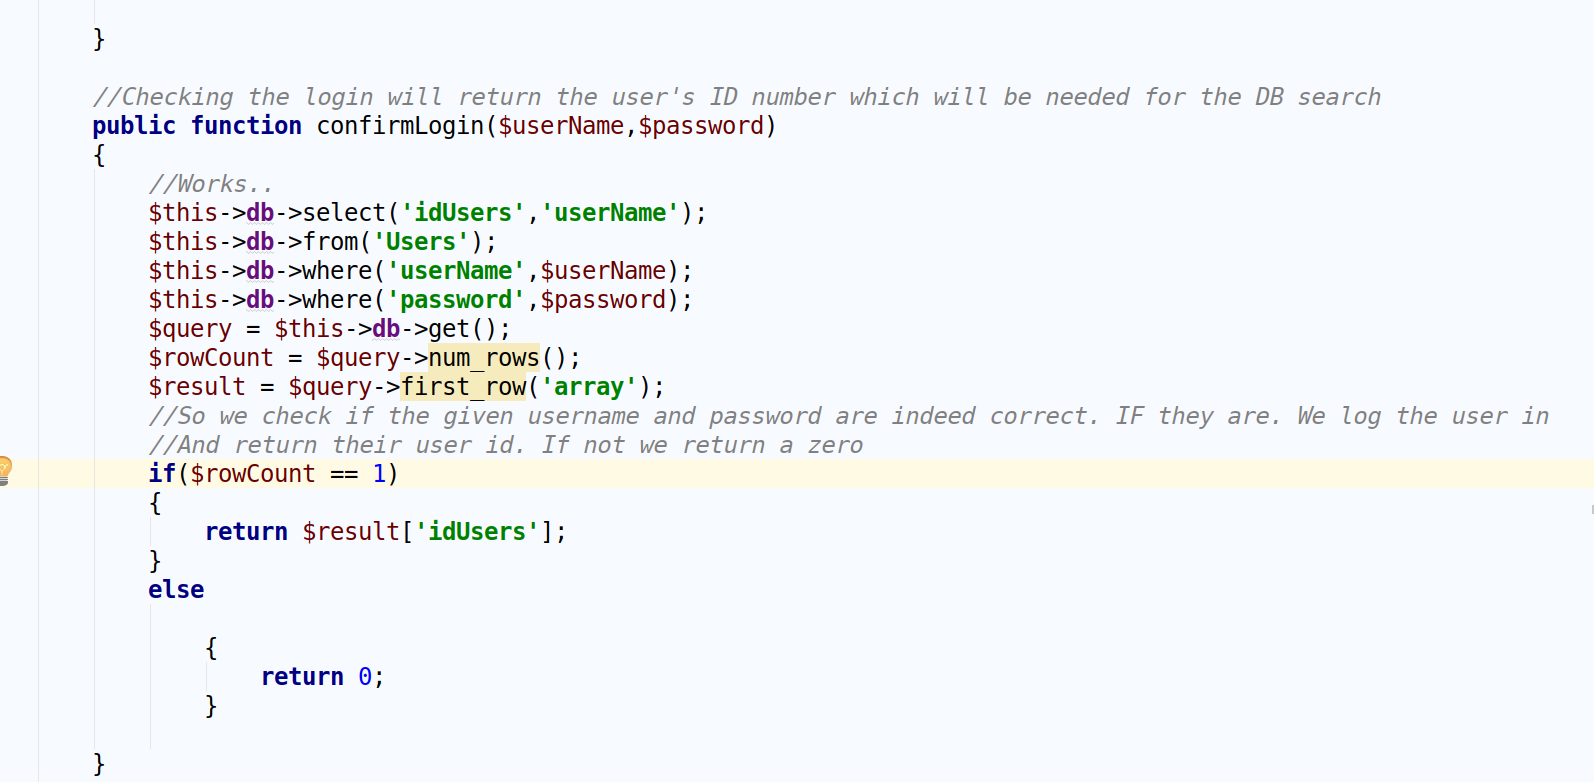 }
//Checking the login will return the user's ID number which will be needed for the DB search
public function confirmLogin($userName,$password)
{
//Works..
$this->db->select('idUsers','userName');
$this->db->from('Users');
$this->db->where('userName',$userName);
$this->db->where('password',$password);
$query = $this->db->get();
$rowCount = $query->num_rows();
$result = $query->first_row('array');
//So we check if the given username and password are indeed correct. IF they are. We log the user in
//And return their user id. If not we return a zero
if($rowCount == 1)
{
return $result['idUsers'];
}
else
{
return 0;
}
}